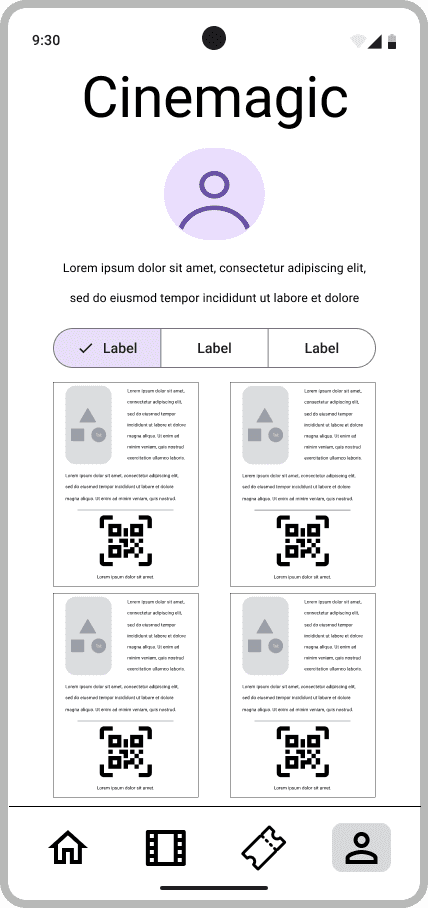 9:30
Cinemagic
Lorem ipsum dolor sit amet, consectetur adipiscing elit,
sed do eiusmod tempor incididunt ut labore et dolore
Label
Label
Label
Lorem ipsum dolor sit amet,
consectetur adipiscing elit,
sed do eiusmod tempor
incididunt ut labore et dolore
magna aliqua. Ut enim ad
minim veniam, quis nostrud
exercitation ullamco laboris.
Lorem ipsum dolor sit amet, consectetur adipiscing elit,
sed do eiusmod tempor incididunt ut labore et dolore
magna aliqua. Ut enim ad minim veniam, quis nostrud.
Lorem ipsum dolor sit amet.
Lorem ipsum dolor sit amet,
consectetur adipiscing elit,
sed do eiusmod tempor
incididunt ut labore et dolore
magna aliqua. Ut enim ad
minim veniam, quis nostrud
exercitation ullamco laboris.
Lorem ipsum dolor sit amet, consectetur adipiscing elit,
sed do eiusmod tempor incididunt ut labore et dolore
magna aliqua. Ut enim ad minim veniam, quis nostrud.
Lorem ipsum dolor sit amet.
Lorem ipsum dolor sit amet,
consectetur adipiscing elit,
sed do eiusmod tempor
incididunt ut labore et dolore
magna aliqua. Ut enim ad
minim veniam, quis nostrud
exercitation ullamco laboris.
Lorem ipsum dolor sit amet, consectetur adipiscing elit,
sed do eiusmod tempor incididunt ut labore et dolore
magna aliqua. Ut enim ad minim veniam, quis nostrud.
Lorem ipsum dolor sit amet.
Lorem ipsum dolor sit amet,
consectetur adipiscing elit,
sed do eiusmod tempor
incididunt ut labore et dolore
magna aliqua. Ut enim ad
minim veniam, quis nostrud
exercitation ullamco laboris.
Lorem ipsum dolor sit amet, consectetur adipiscing elit,
sed do eiusmod tempor incididunt ut labore et dolore
magna aliqua. Ut enim ad minim veniam, quis nostrud.
Lorem ipsum dolor sit amet.